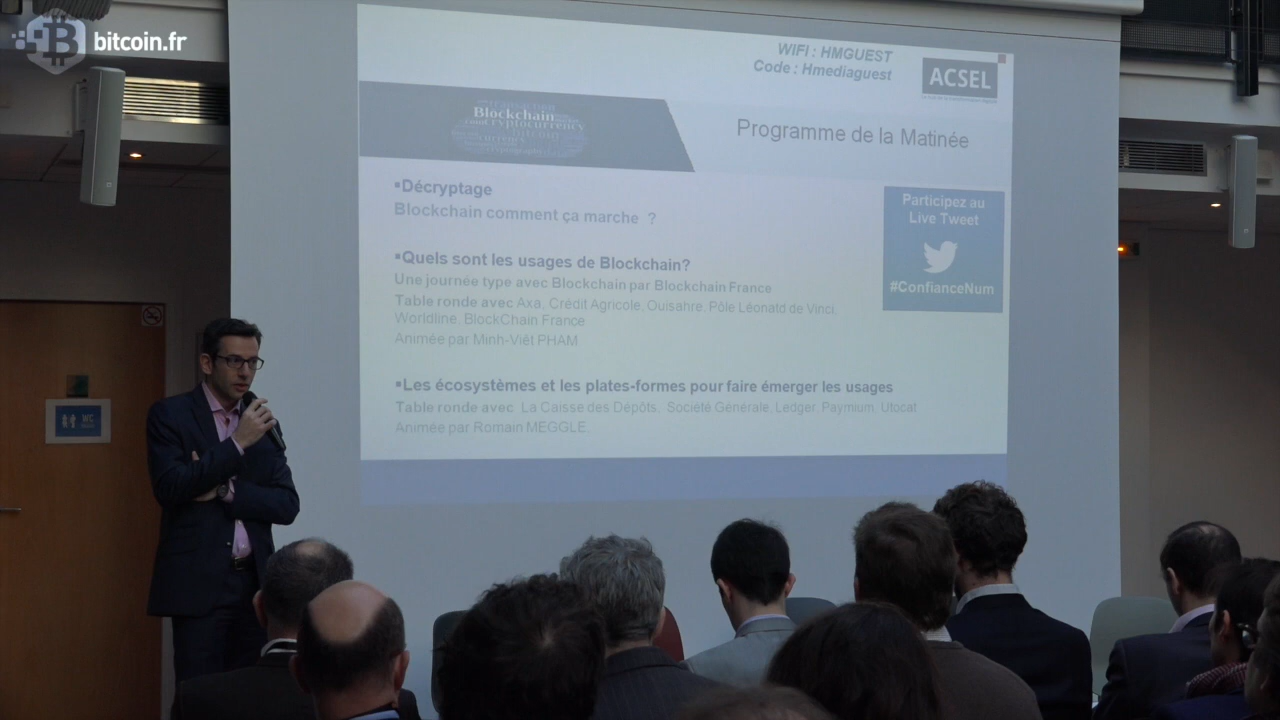 bitcoin.fr
WIFI : HMGUEST
Code : Hmediaguest
ACSEL
Blockchain
cryptocurrency
Programme de la Matinée
▪Décryptage
Blockchain comment ça marche ?
Participez au
Live Tweet
#ConfianceNum
▪Quels sont les usages de Blockchain?
Une journée type avec Blockchain par Blockchain France
Table ronde avec Axa, Crédit Agricole, Ouisahre, Pôle Léonatd de Vinci,
Worldline, BlockChain France
Animée par Minh-Viêt PHAM
▪Les écosystèmes et les plates-formes pour faire émerger les usages
Table ronde avec La Caisse des Dépôts, Société Générale, Ledger, Paymium, Utocat
Animée par Romain MEGGLE.
WC